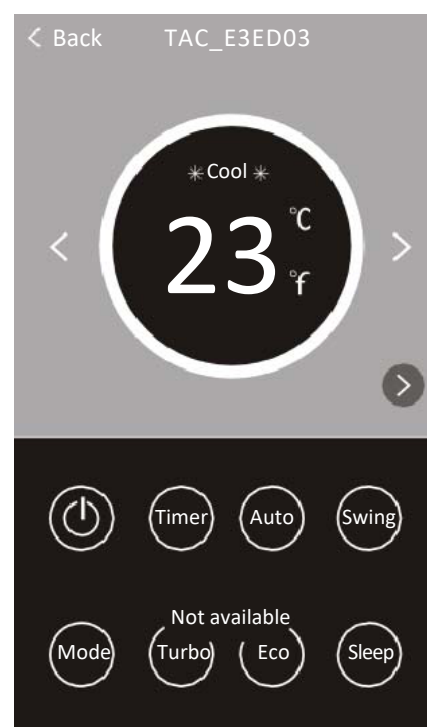 Back TAC_E3ED03
Cool
23 °C
°f
Timer Auto Swing
Not available
Mode Turbo Eco Sleep